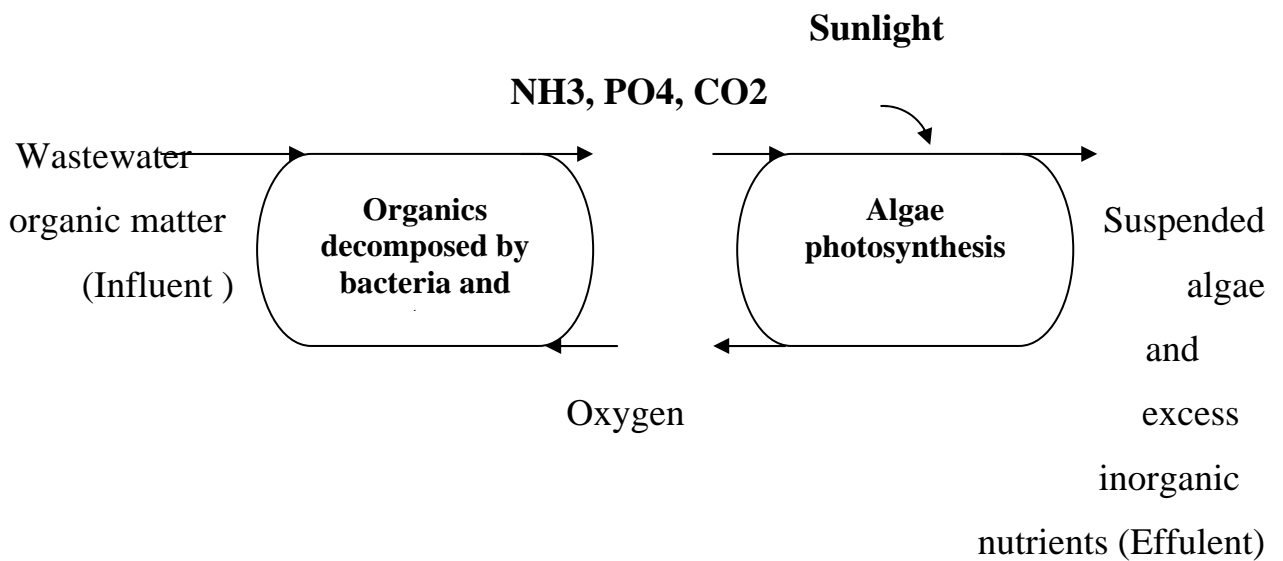 Sunlight
NH3, PO4, CO2
Wastewater
organic matter
(Influent )
Organics
decomposed by
bacteria and
Algae
photosynthesis
Suspended
algae
and
excess
inorganic
nutrients (Effulent)
Oxygen